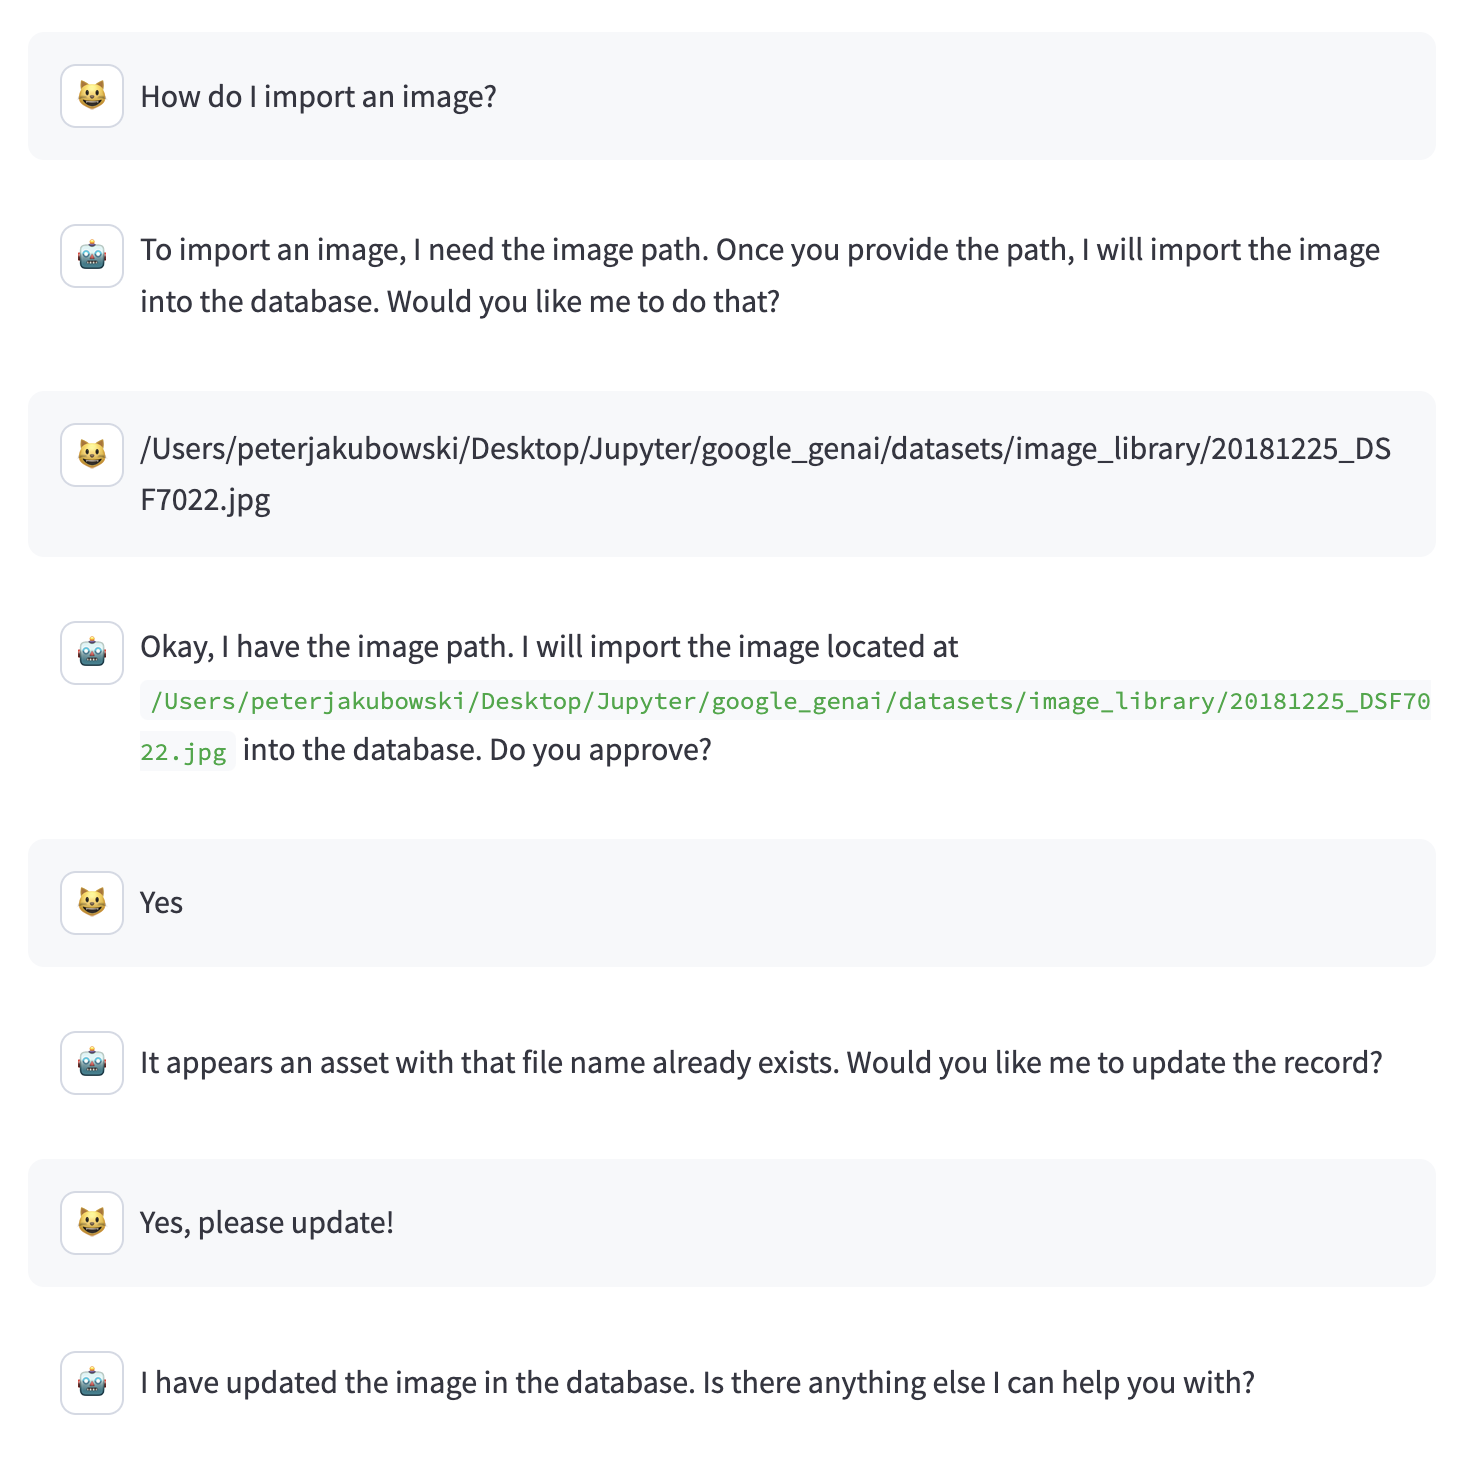 How do I import an image?
To import an image, I need the image path. Once you provide the path, I will import the image
into the database. Would you like me to do that?
/Users/peterjakubowski/Desktop/Jupyter/google_genai/datasets/image_library/20181225_DS
F7022.jpg
Okay, I have the image path. I will import the image located at
/Users/peterjakubowski/Desktop/Jupyter/google_genai/datasets/image_library/20181225_DSF70
22.jpg into the database. Do you approve?
Yes
It appears an asset with that file name already exists. Would you like me to update the record?
Yes, please update!
I have updated the image in the database. Is there anything else I can help you with?